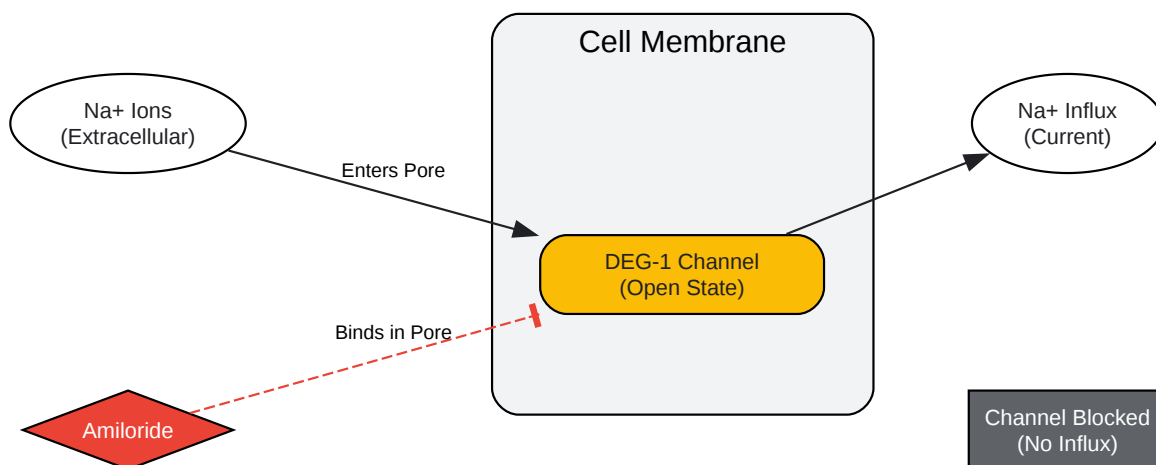 Cell Membrane
Na+ Ions
(Extracellular)
Na+ Influx
(Current)
Enters Pore
DEG-1 Channel
(Open State)
Binds in Pore
Amiloride
Channel Blocked
(No Influx)